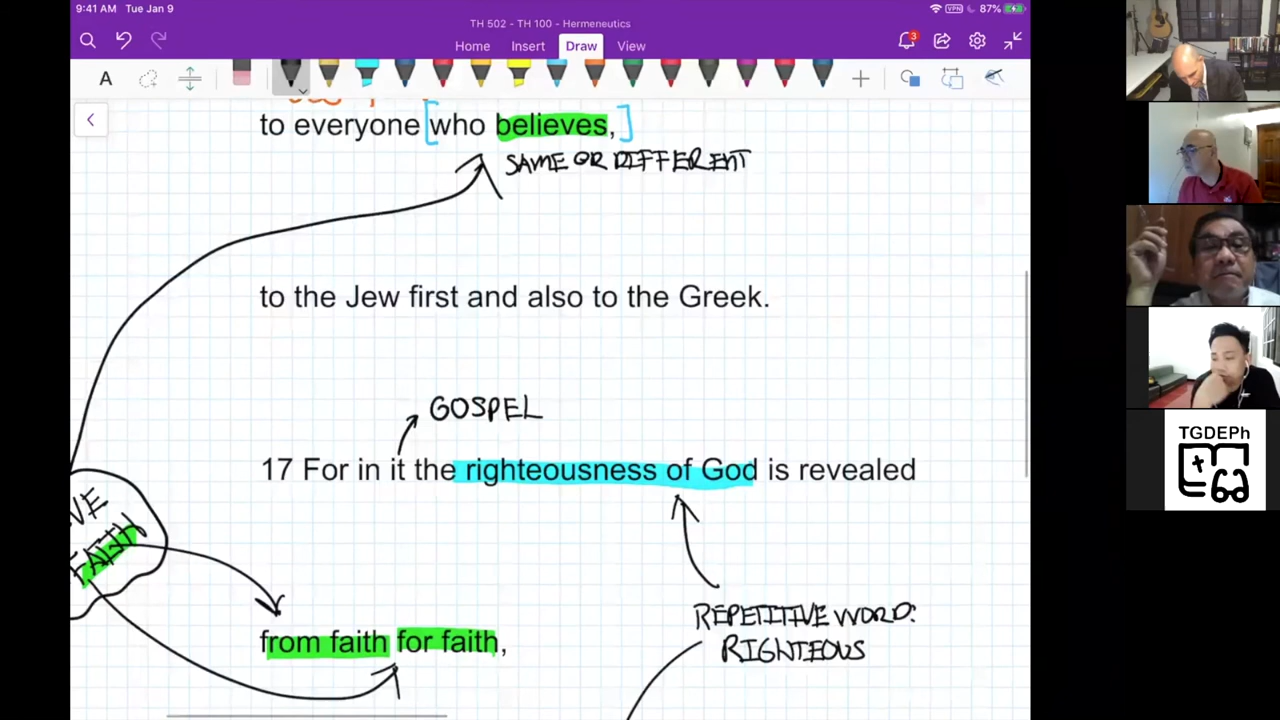 9:41 AM Tue Jan 9
VPN 87%
TH 502 - TH 100 - Hermeneutics
Home Insert Draw View
3
A
to everyone [who believes,]
SAME OR DIFFERENT
to the Jew first and also to the Greek.
GOSPEL
17 For in it the righteousness of God is revealed
FAITH
from faith for faith,
REPETITIVE WORD:
RIGHTEOUS
TGDEPh